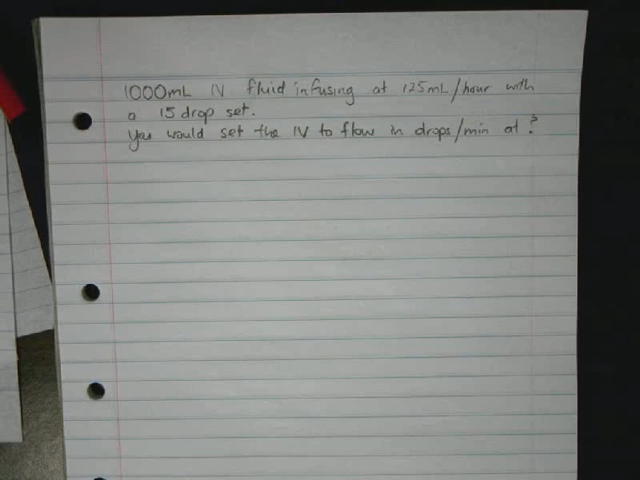 1000mL IV fluid infusing at 125mL/hour with
a 15 drop set.
You would set the IV to flow in drops/min at ?